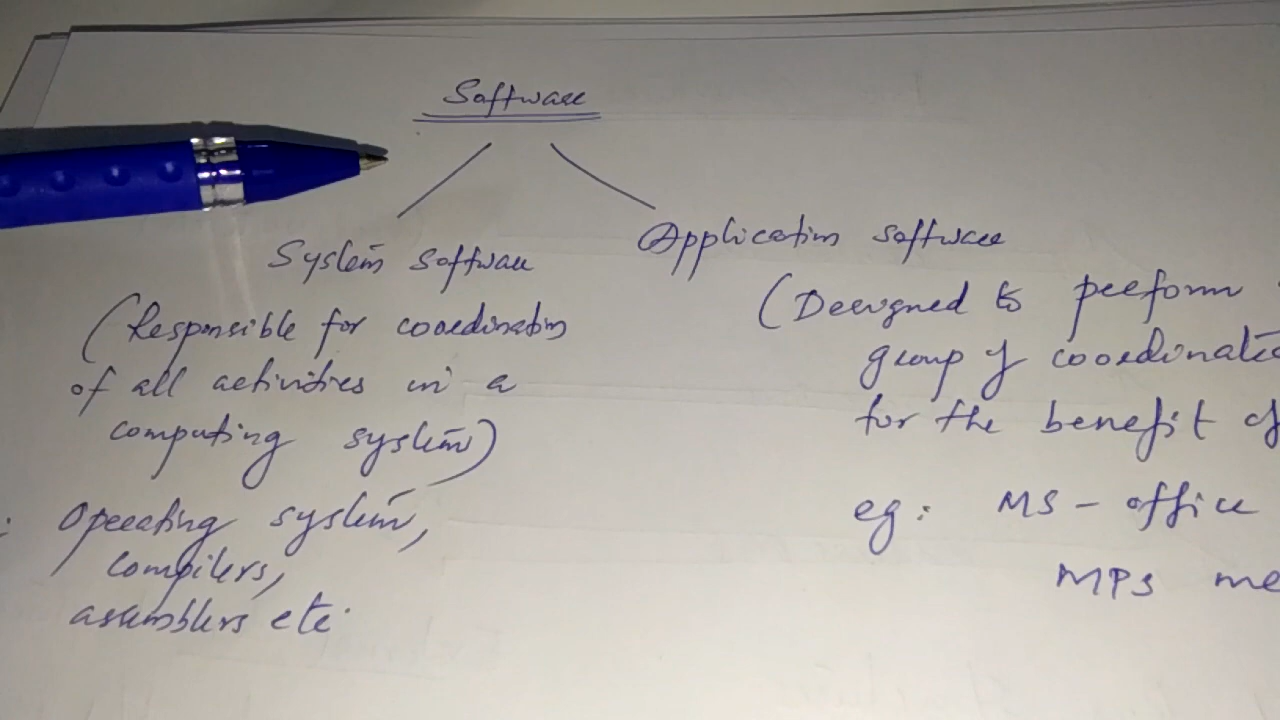 Software
System software
Application software
(Responsible for coordination
of all activities in a
computing system)
: Operating system,
compilers,
assemblers etc.
(Designed to perform
group of coordinated
for the benefit of
eg: MS - office
MPS